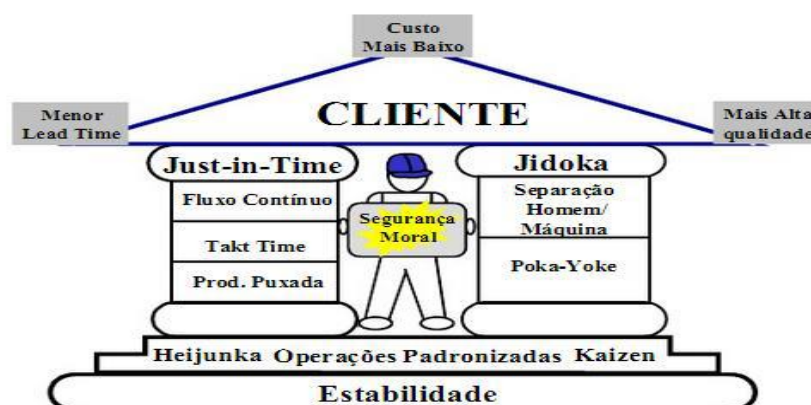 Custo
Mais Baixo
Menor
Lead Time
CLIENTE
Mais Alta
qualidade
Just-in-Time
Jidoka
Fluxo Contínuo
Takt Time
Prod. Puxada
Segurança
Moral
Separação
Homem/
Máquina
Poka-Yoke
Heijunka Operações Padronizadas Kaizen
Estabilidade